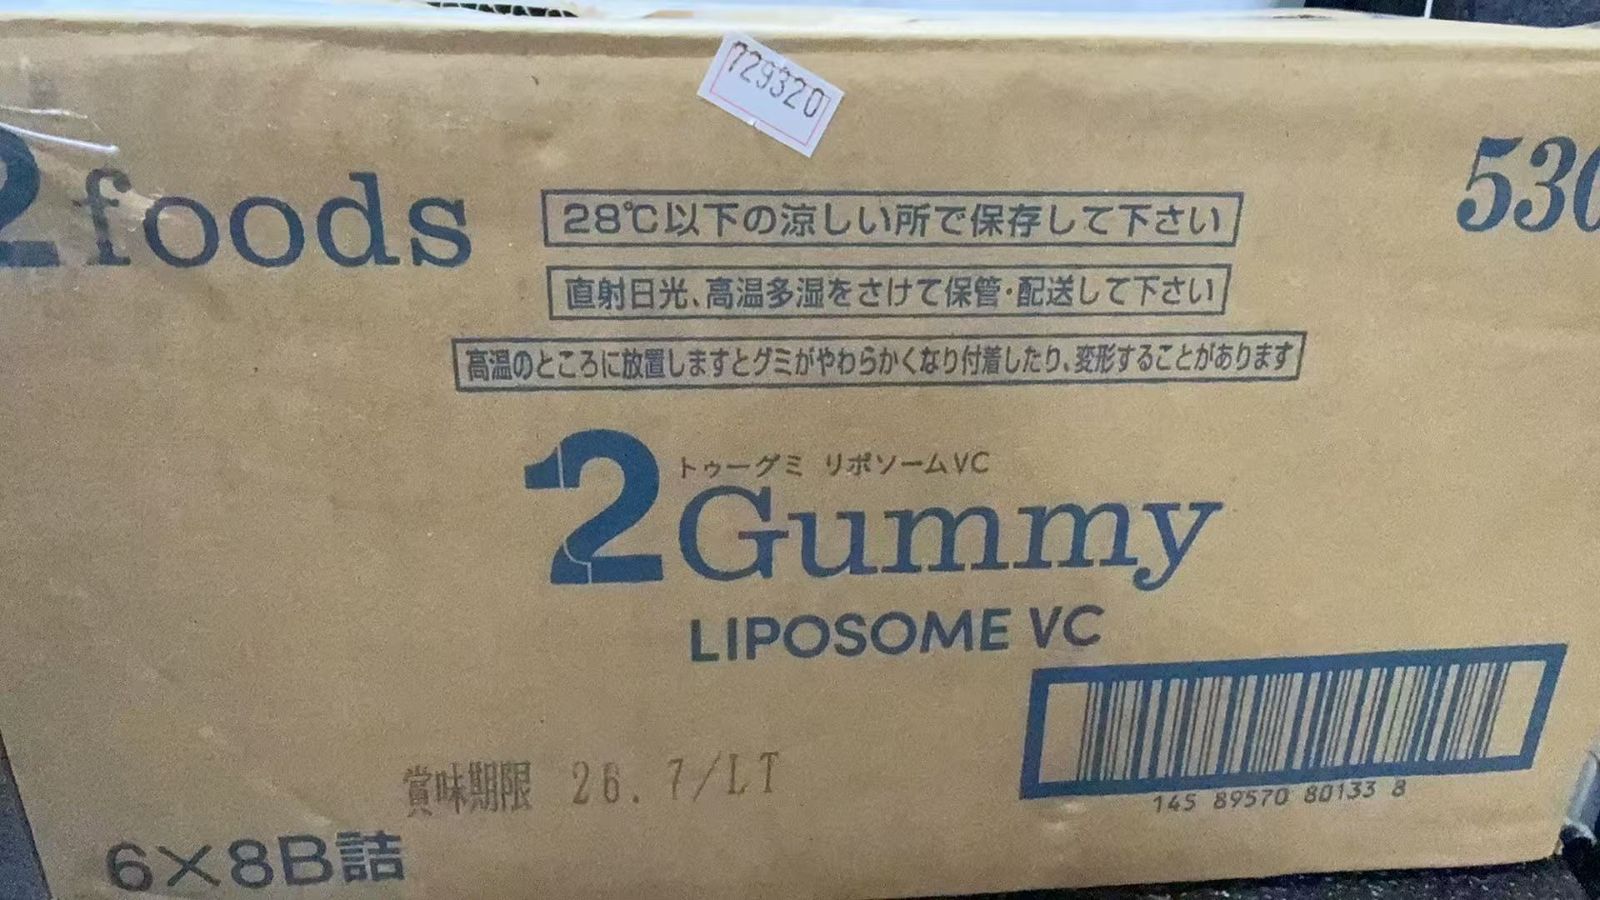 729320
2foods
530
28℃以下の涼しい所で保存して下さい
直射日光、高温多湿をさけて保管・配送して下さい
高温のところに放置しますとグミがやわらかくなり付着したり、変形することがあります
トゥーグミ リポソームVC
2Gummy
LIPOSOME VC
145 89570 80133 8
賞味期限 26.7/LT
6×8B詰